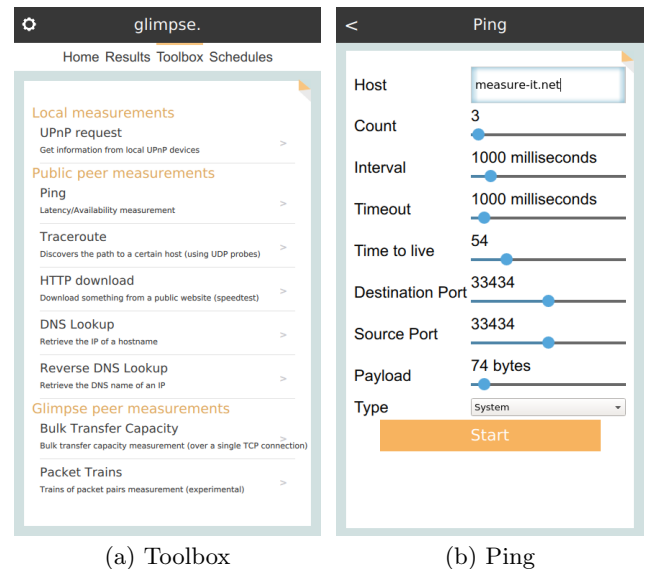 glimpse.
Home Results Toolbox Schedules
Local measurements
UPnP request
Get information from local UPnP devices
>
Public peer measurements
Ping
Latency/Availability measurement
>
Traceroute
Discovers the path to a certain host (using UDP probes)
>
HTTP download
Download something from a public website (speedtest)
>
DNS Lookup
Retrieve the IP of a hostname
>
Reverse DNS Lookup
Retrieve the DNS name of an IP
>
Glimpse peer measurements
Bulk Transfer Capacity
Bulk transfer capacity measurement (over a single TCP connection)
>
Packet Trains
Trains of packet pairs measurement (experimental)
>
(a) Toolbox
< Ping
Host measure-it.net
Count 3
Interval 1000 milliseconds
Timeout 1000 milliseconds
Time to live 54
Destination Port 33434
Source Port 33434
Payload 74 bytes
Type System
Start
(b) Ping